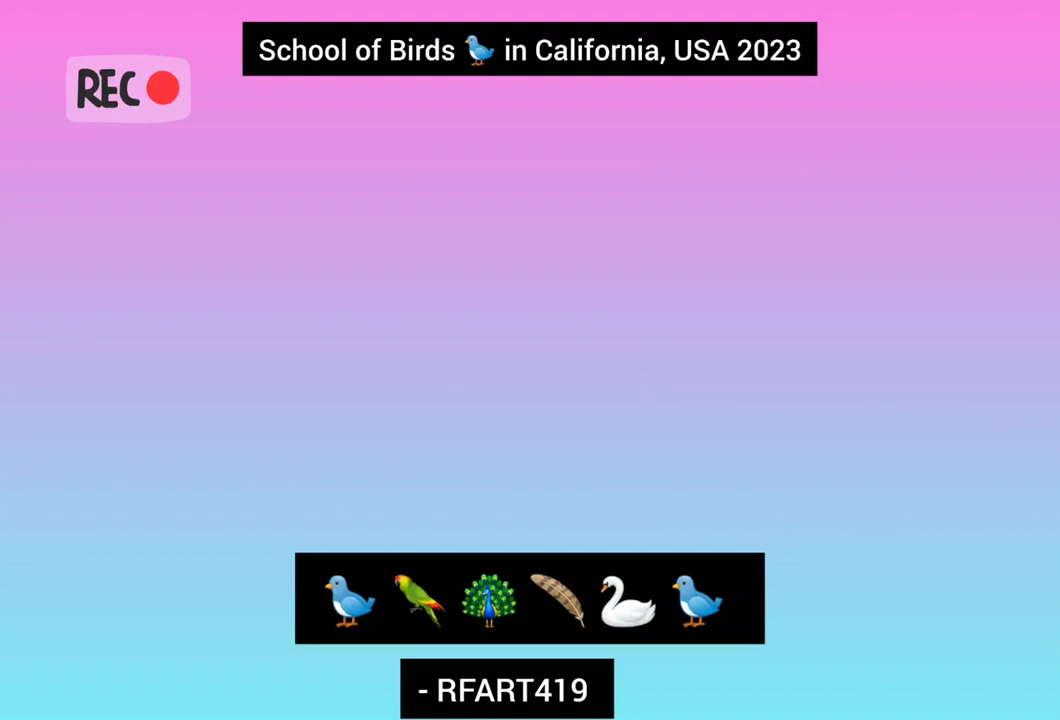 School of Birds 🐦 in California, USA 2023
REC
🐦🦜🦚🪶🦢🐦
- RFART419